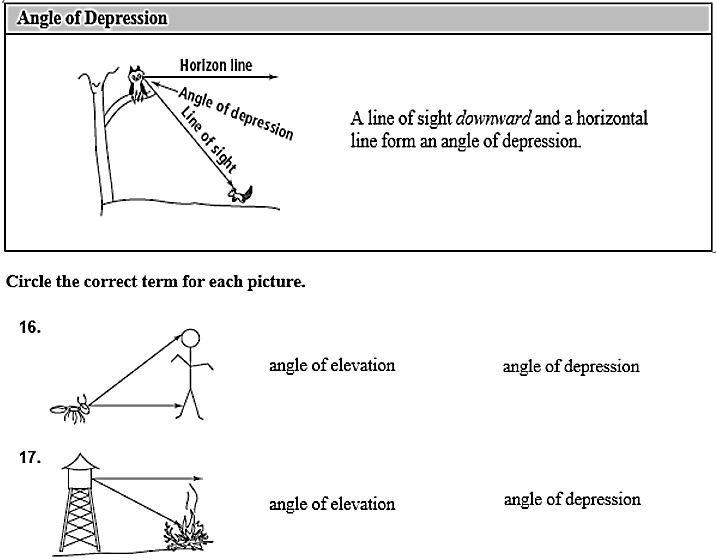 Angle of Depression
Horizon line
Angle of depression
Line of sight
A line of sight downward and a horizontal
line form an angle of depression.
Circle the correct term for each picture.
16.
angle of elevation
angle of depression
17.
angle of elevation
angle of depression